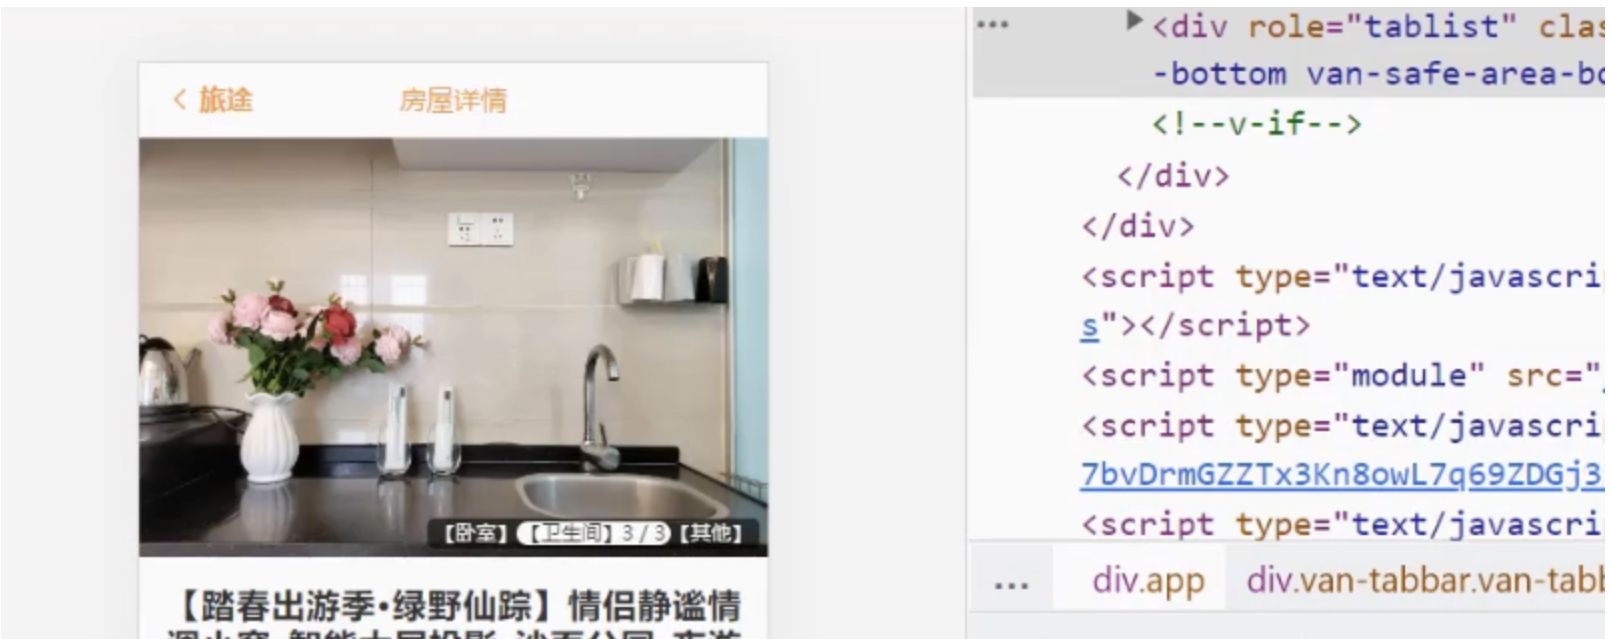 旅途
房屋详情
【卧室】【卫生间】3 / 3【其他】
【踏春出游季·绿野仙踪】情侣静谧情
... <div role="tablist" clas
-bottom van-safe-area-bo
<!--v-if-->
</div>
</div>
<script type="text/javascri
s"></script>
<script type="module" src="
<script type="text/javascri
7bvDrmGZZTx3Kn8owL7q69ZDGj3
<script type="text/javascri
... div.app div.van-tabbar.van-tabb